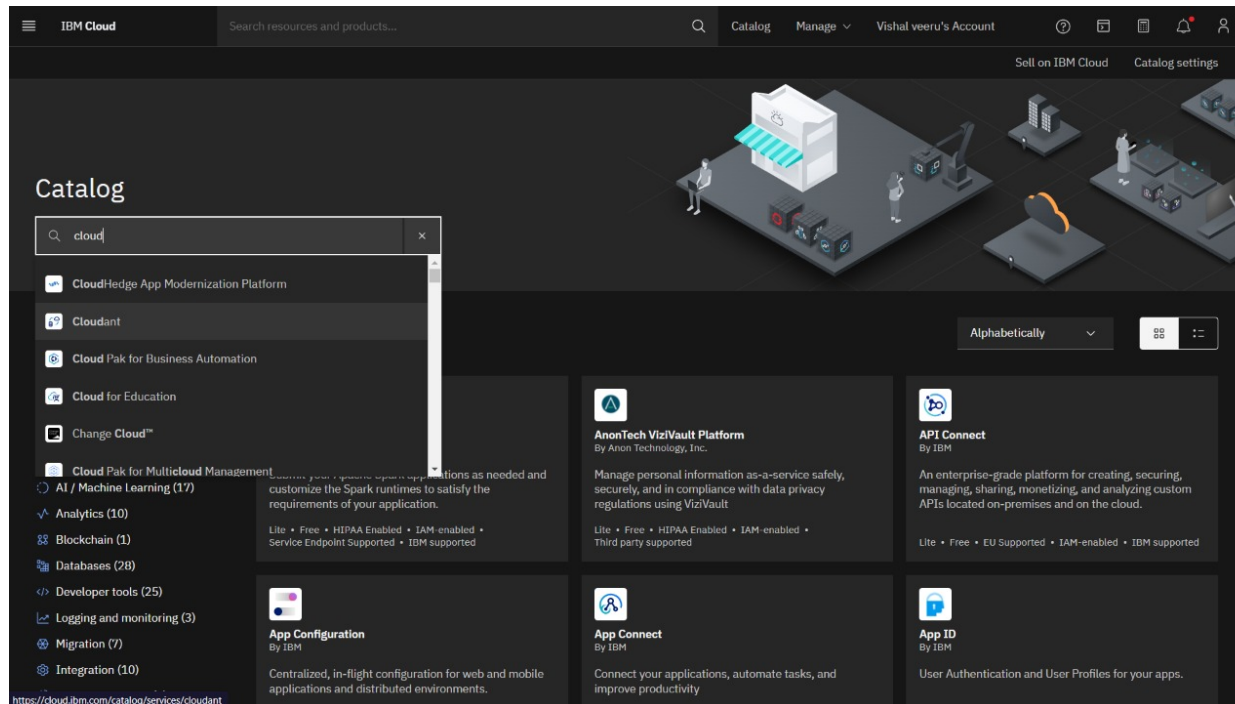 IBM Cloud
Search resources and products...
Catalog
Manage
Vishal veeru's Account
Sell on IBM Cloud
Catalog settings
Catalog
cloud
CloudHedge App Modernization Platform
Cloudant
Cloud Pak for Business Automation
Cloud for Education
Change Cloud™
Cloud Pak for Multicloud Management
AI / Machine Learning (17)
Analytics (10)
Blockchain (1)
Databases (28)
Developer tools (25)
Logging and monitoring (3)
Migration (7)
Integration (10)
Alphabetically
Submit your Apache Spark applications as needed and
customize the Spark runtimes to satisfy the
requirements of your application.
Lite • Free • HIPAA Enabled • IAM-enabled •
Service Endpoint Supported • IBM supported
AnonTech ViziVault Platform
By Anon Technology, Inc.
Manage personal information as-a-service safely,
securely, and in compliance with data privacy
regulations using ViziVault
Lite • Free • HIPAA Enabled • IAM-enabled •
Third party supported
API Connect
By IBM
An enterprise-grade platform for creating, securing,
managing, sharing, monetizing, and analyzing custom
APIs located on-premises and on the cloud.
Lite • Free • EU Supported • IAM-enabled • IBM supported
App Configuration
By IBM
Centralized, in-flight configuration for web and mobile
applications and distributed environments.
App Connect
By IBM
Connect your applications, automate tasks, and
improve productivity
App ID
By IBM
User Authentication and User Profiles for your apps.
https://cloud.ibm.com/catalog/services/cloudant